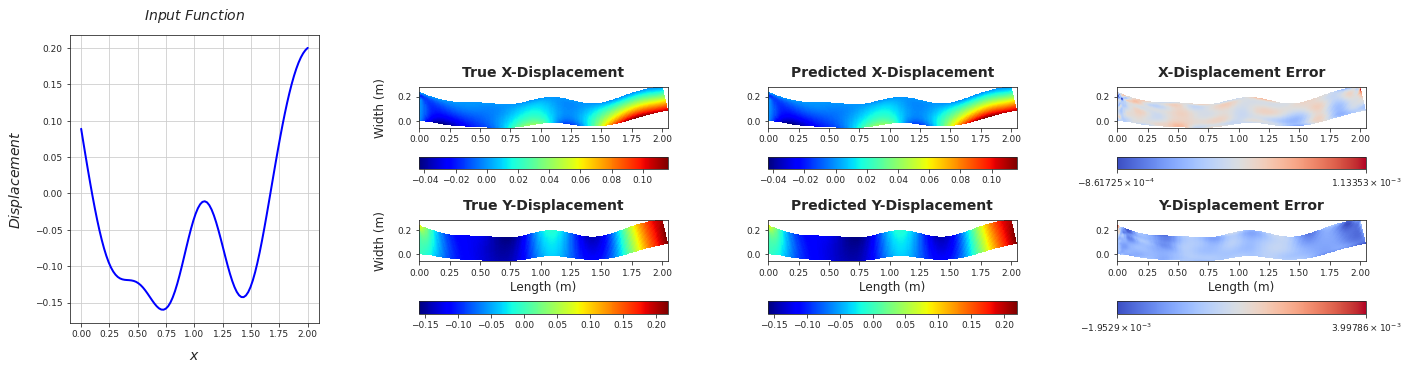 Input Function
Displacement
0.20
0.15
0.10
0.05
0.00
−0.05
−0.10
−0.15
0.00 0.25 0.50 0.75 1.00 1.25 1.50 1.75 2.00
x
True X-Displacement
Width (m)
0.2
0.0
0.00 0.25 0.50 0.75 1.00 1.25 1.50 1.75 2.00
−0.04 −0.02 0.00 0.02 0.04 0.06 0.08 0.10
Predicted X-Displacement
0.2
0.0
0.00 0.25 0.50 0.75 1.00 1.25 1.50 1.75 2.00
−0.04 −0.02 0.00 0.02 0.04 0.06 0.08 0.10
X-Displacement Error
0.2
0.0
0.00 0.25 0.50 0.75 1.00 1.25 1.50 1.75 2.00
−8.61725 × 10⁻⁴ 1.13353 × 10⁻³
True Y-Displacement
Width (m)
0.2
0.0
0.00 0.25 0.50 0.75 1.00 1.25 1.50 1.75 2.00
Length (m)
−0.15 −0.10 −0.05 0.00 0.05 0.10 0.15 0.20
Predicted Y-Displacement
0.2
0.0
0.00 0.25 0.50 0.75 1.00 1.25 1.50 1.75 2.00
Length (m)
−0.15 −0.10 −0.05 0.00 0.05 0.10 0.15 0.20
Y-Displacement Error
0.2
0.0
0.00 0.25 0.50 0.75 1.00 1.25 1.50 1.75 2.00
Length (m)
−1.9529 × 10⁻³ 3.99786 × 10⁻³